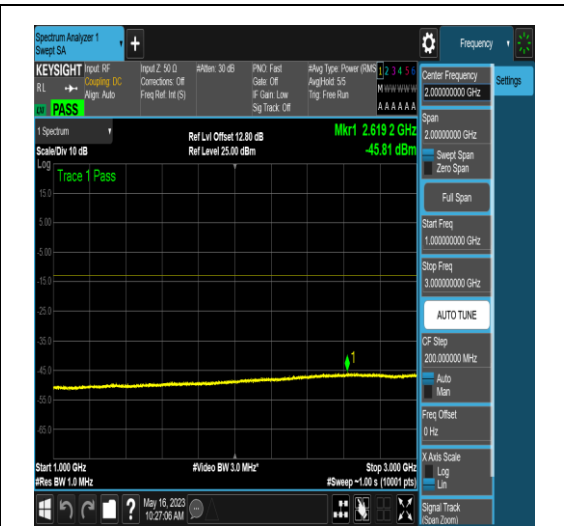 Spectrum Analyzer 1
Swept SA
+
Frequency
KEYSIGHT
RL
PASS
Input: RF
Coupling: DC
Align: Auto
Input Z: 50 Ω
Corrections: Off
Freq Ref: Int (S)
#Atten: 30 dB
PNO: Fast
Gate: Off
IF Gain: Low
Sig Track: Off
#Avg Type: Power (RMS
Avg|Hold: 5/5
Trig: Free Run
1 2 3 4 5 6
M W W W W W
A A A A A A
1 Spectrum
Scale/Div 10 dB
Ref Lvl Offset 12.80 dB
Ref Level 25.00 dBm
Mkr1 2.619 2 GHz
-45.81 dBm
Log
Trace 1 Pass
15.0
5.00
-5.00
-15.0
-25.0
-35.0
-45.0
-55.0
-65.0
1
Start 1.000 GHz
#Res BW 1.0 MHz
#Video BW 3.0 MHz*
Stop 3.000 GHz
#Sweep ~1.00 s (10001 pts)
Center Frequency
2.000000000 GHz
Settings
Span
2.00000000 GHz
Swept Span
Zero Span
Full Span
Start Freq
1.000000000 GHz
Stop Freq
3.000000000 GHz
AUTO TUNE
CF Step
200.000000 MHz
Auto
Man
Freq Offset
0 Hz
X Axis Scale
Log
Lin
Signal Track
(Span Zoom)
?
May 16, 2023
10:27:06 AM